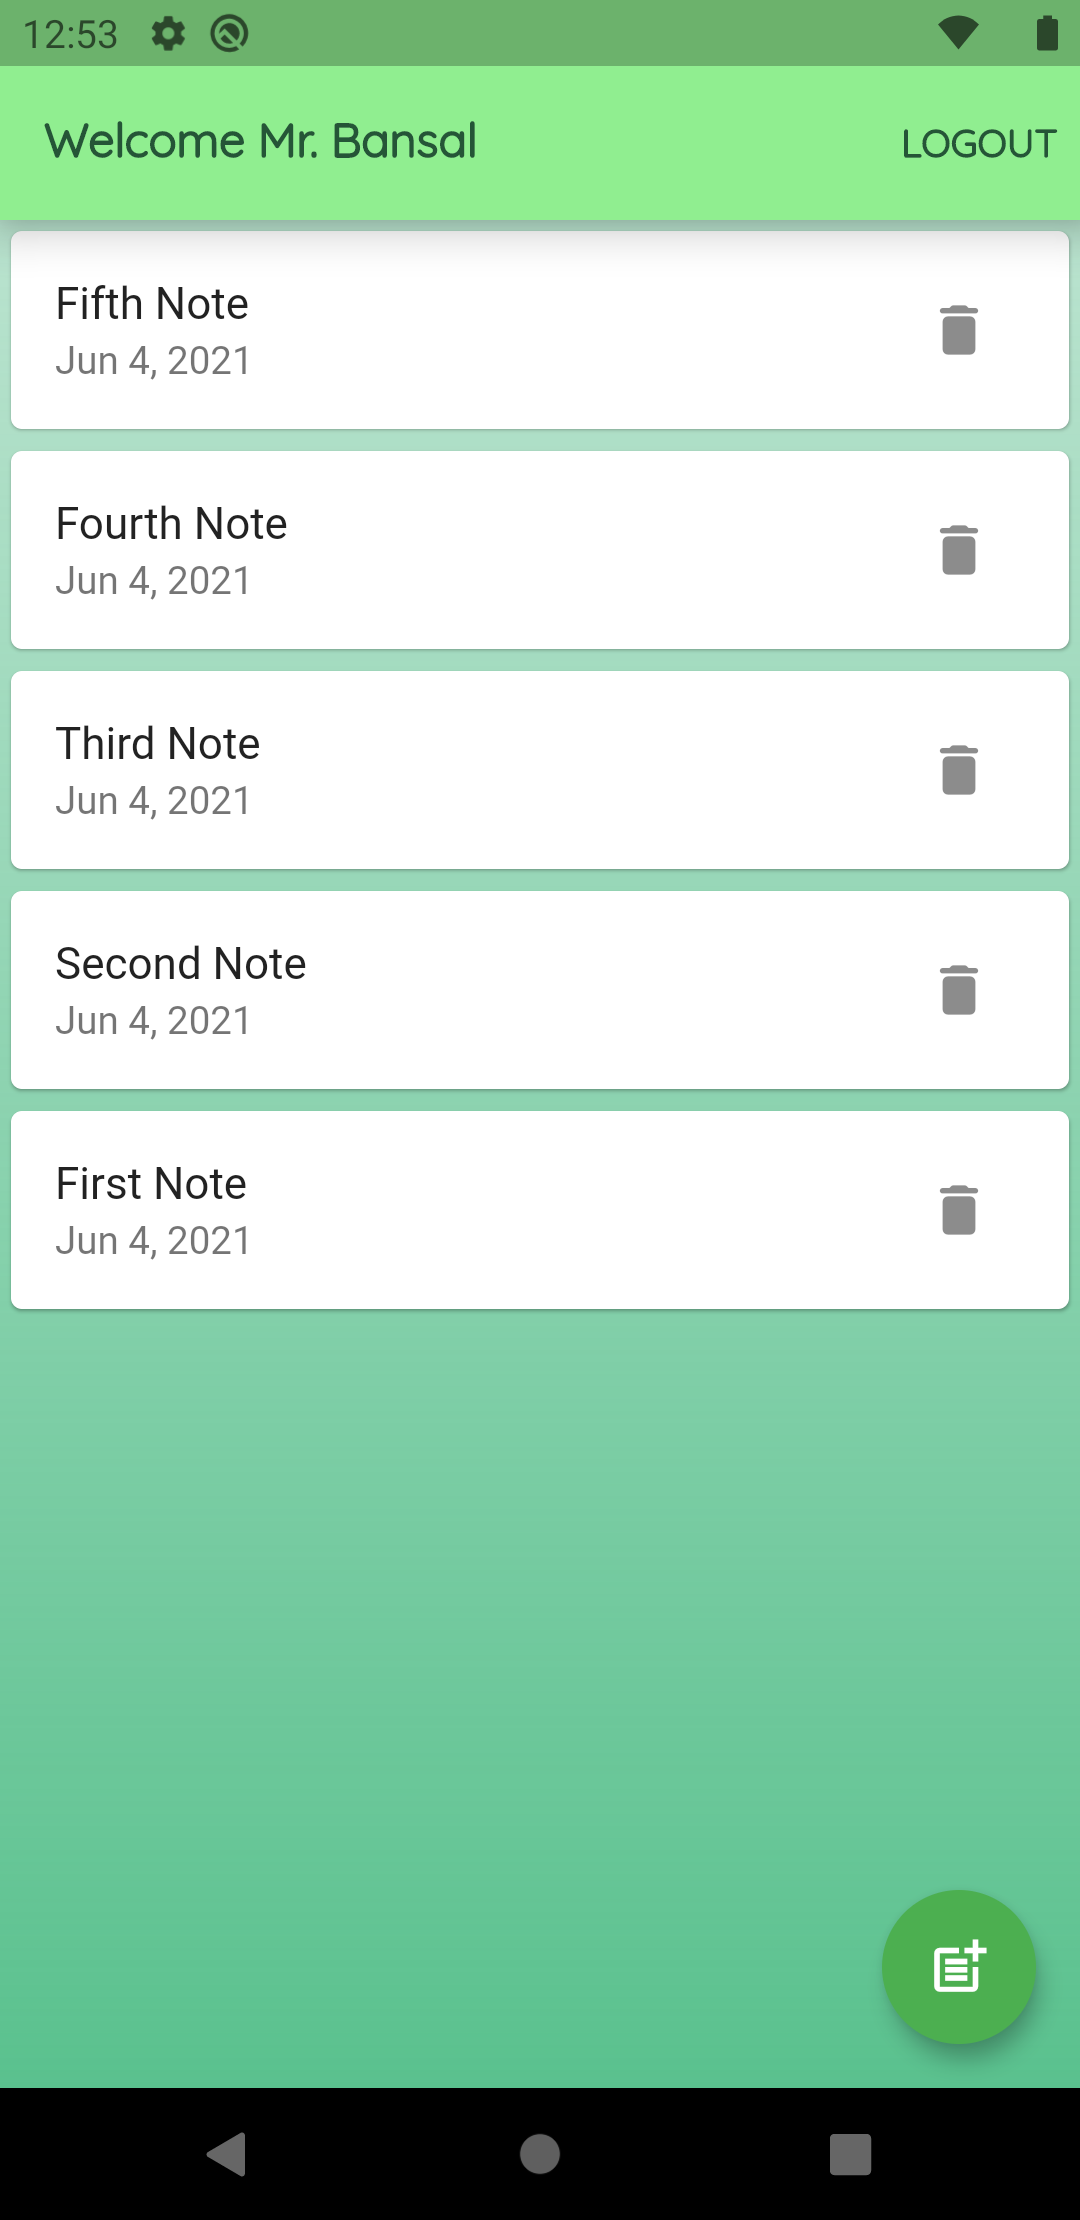 12:53
Welcome Mr. Bansal
LOGOUT
Fifth Note
Jun 4, 2021
Fourth Note
Jun 4, 2021
Third Note
Jun 4, 2021
Second Note
Jun 4, 2021
First Note
Jun 4, 2021